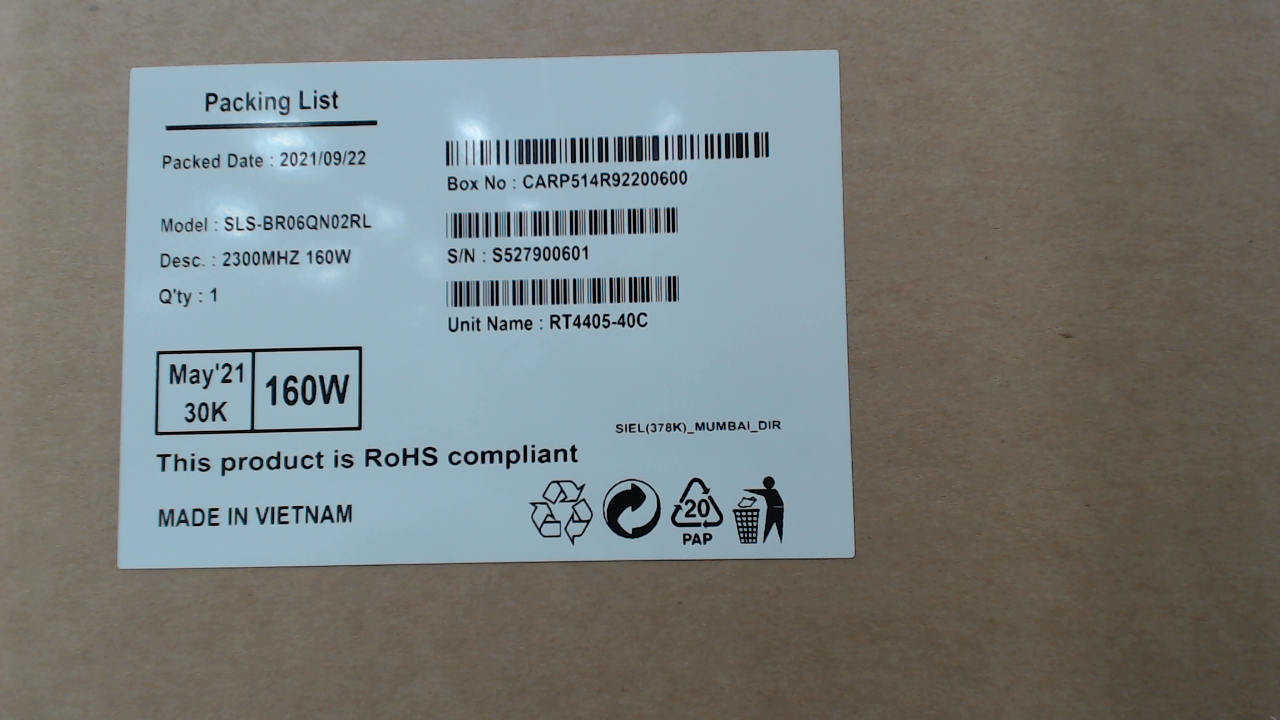 Packing List
Packed Date : 2021/09/22
Box No : CARP514R92200600
Model : SLS-BR06QN02RL
Desc. : 2300MHZ 160W
Q'ty : 1
S/N : S527900601
Unit Name : RT4405-40C
May'21
30K
160W
SIEL(378K)_MUMBAI_DIR
This product is RoHS compliant
MADE IN VIETNAM
20
PAP